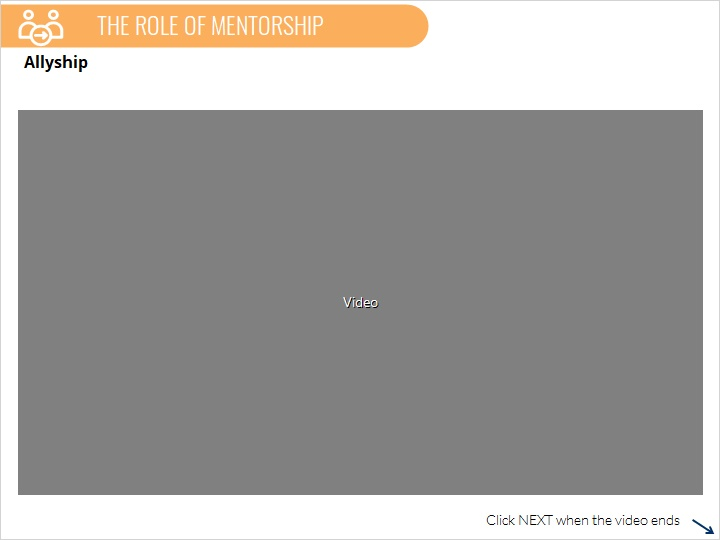 THE ROLE OF MENTORSHIP
Allyship
Video
Click NEXT when the video ends